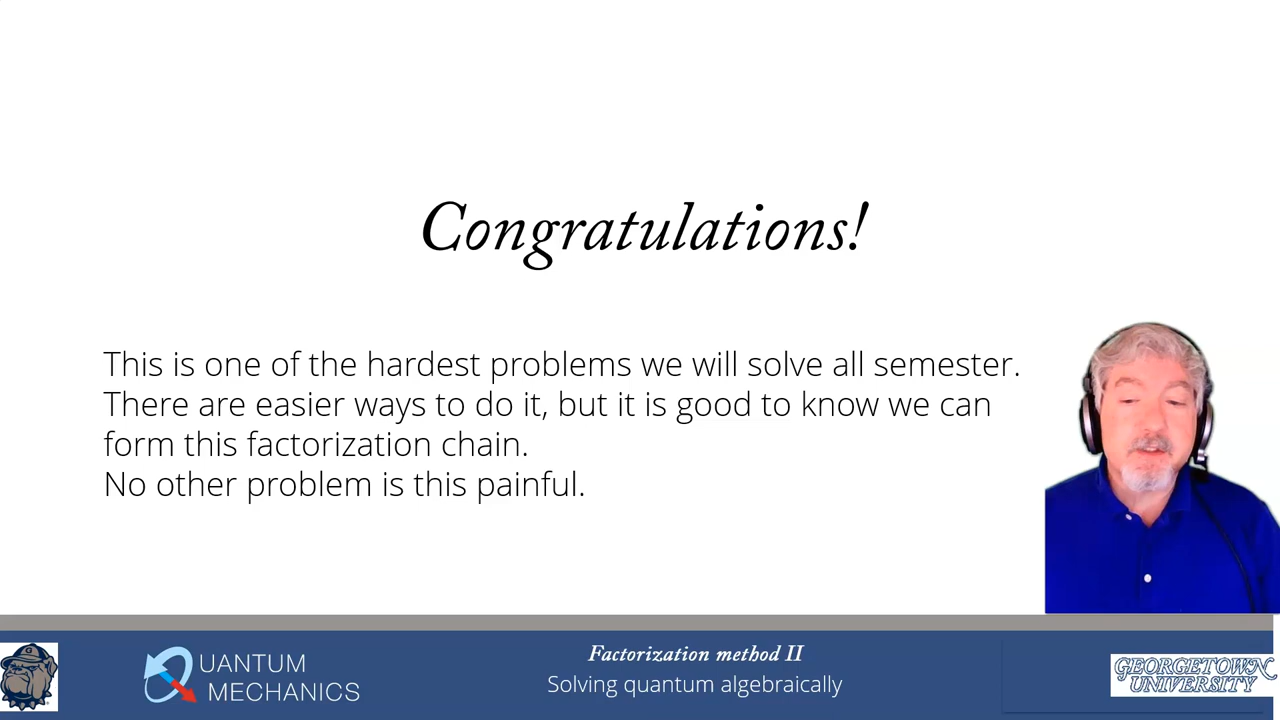 Congratulations!
This is one of the hardest problems we will solve all semester.
There are easier ways to do it, but it is good to know we can
form this factorization chain.
No other problem is this painful.
G
QUANTUM
MECHANICS
Factorization method II
Solving quantum algebraically
GEORGETOWN
UNIVERSITY